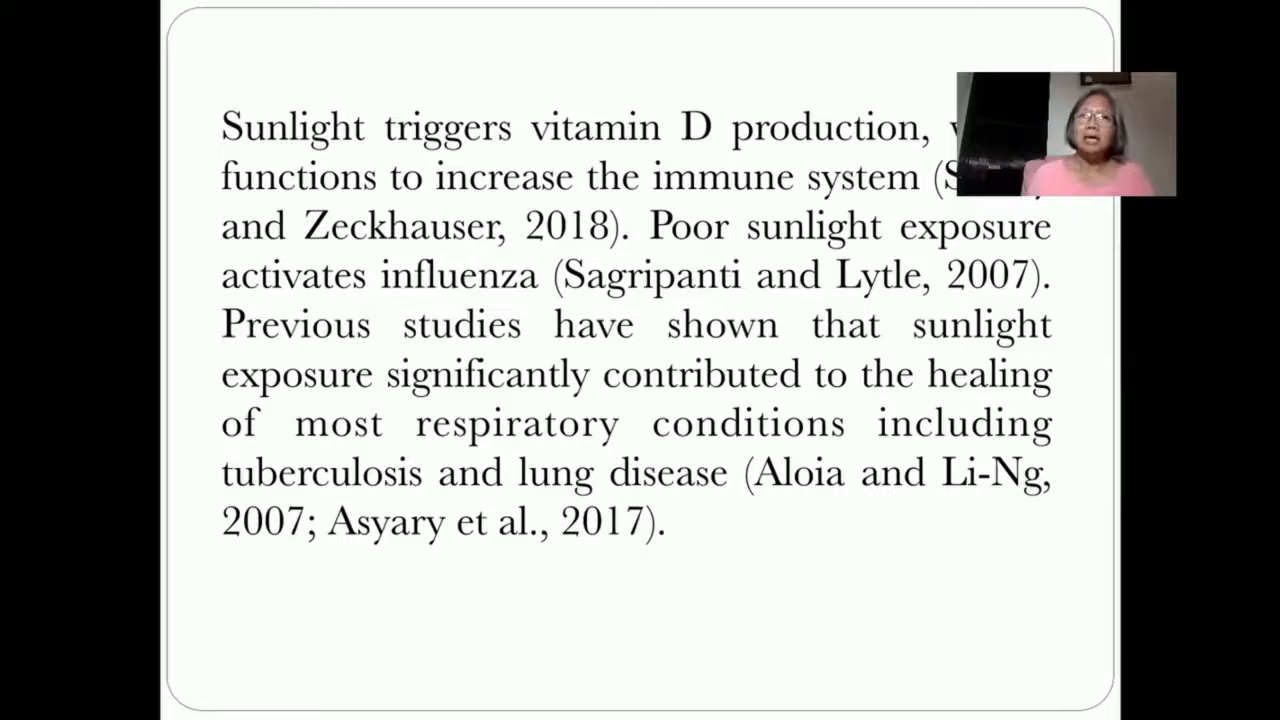 Sunlight triggers vitamin D production,
functions to increase the immune system
and Zeckhauser, 2018). Poor sunlight exposure
activates influenza (Sagripanti and Lytle, 2007).
Previous studies have shown that sunlight
exposure significantly contributed to the healing
of most respiratory conditions including
tuberculosis and lung disease (Aloia and Li-Ng,
2007; Asyary et al., 2017).